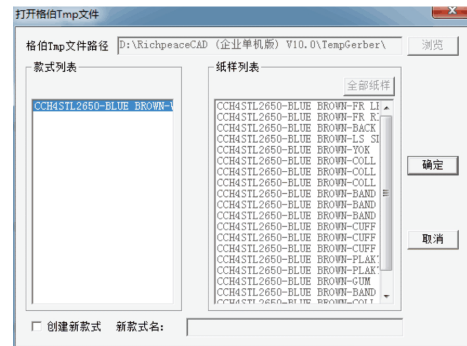 打开格伯Tmp文件
格伯Tmp文件路径 D:\RichpeaceCAD (企业单机版) V10.0\TempGerber\ 浏览
款式列表
纸样列表
全部纸样
CCH4STL2650-BLUE BROWN-
CCH4STL2650-BLUE BROWN-FR
CCH4STL2650-BLUE BROWN-FR
CCH4STL2650-BLUE BROWN-BACK
CCH4STL2650-BLUE BROWN-LS
CCH4STL2650-BLUE BROWN-YOK
CCH4STL2650-BLUE BROWN-COLL
CCH4STL2650-BLUE BROWN-COLL
CCH4STL2650-BLUE BROWN-COLL
CCH4STL2650-BLUE BROWN-BAND
CCH4STL2650-BLUE BROWN-BAND
CCH4STL2650-BLUE BROWN-BAND
CCH4STL2650-BLUE BROWN-CUFF
CCH4STL2650-BLUE BROWN-CUFF
CCH4STL2650-BLUE BROWN-CUFF
CCH4STL2650-BLUE BROWN-PLAK
CCH4STL2650-BLUE BROWN-PLAK
CCH4STL2650-BLUE BROWN-GUM
CCH4STL2650-BLUE BROWN-BAND
CCH4STL2650-BLUE BROWN-COLL
确定
取消
创建新款式 新款式名: